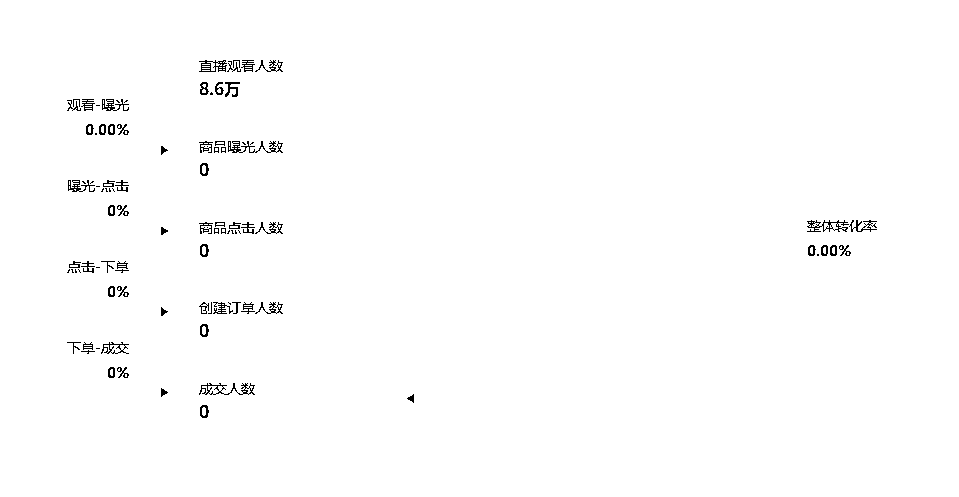 直播观看人数
8.6万
观看-曝光
0.00%
商品曝光人数
0
曝光-点击
0%
商品点击人数
0
整体转化率
0.00%
点击-下单
0%
创建订单人数
0
下单-成交
0%
成交人数
0